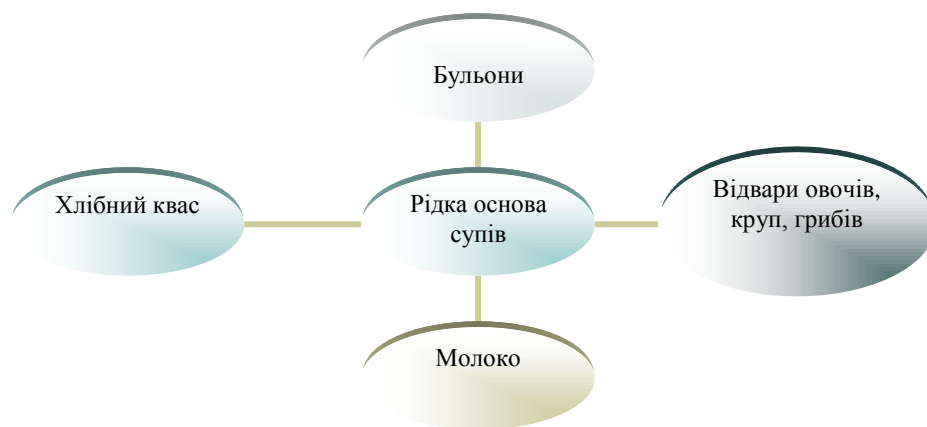 Бульони
Хлібний квас
Рідка основа
супів
Відвари овочів,
круп, грибів
Молоко